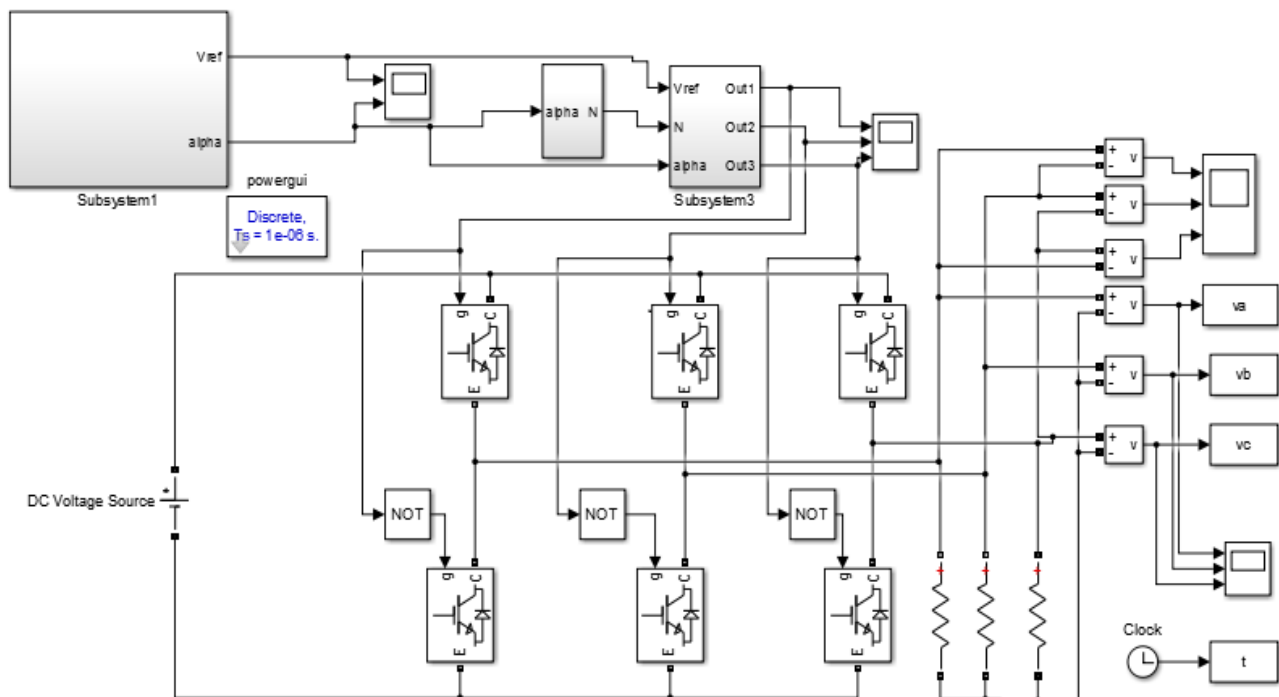 Vref
alpha
Subsystem1
powergui
Discrete,
Ts = 1e-06 s.
alpha N
Vref Out1
N Out2
alpha Out3
Subsystem3
+ v
-
+ v
-
+ v
-
+ v
-
va
+ v
-
vb
+ v
-
vc
g C
E
g C
E
g C
E
DC Voltage Source
+
NOT
NOT
NOT
g C
E
g C
E
g C
E
+
+
+
Clock
t